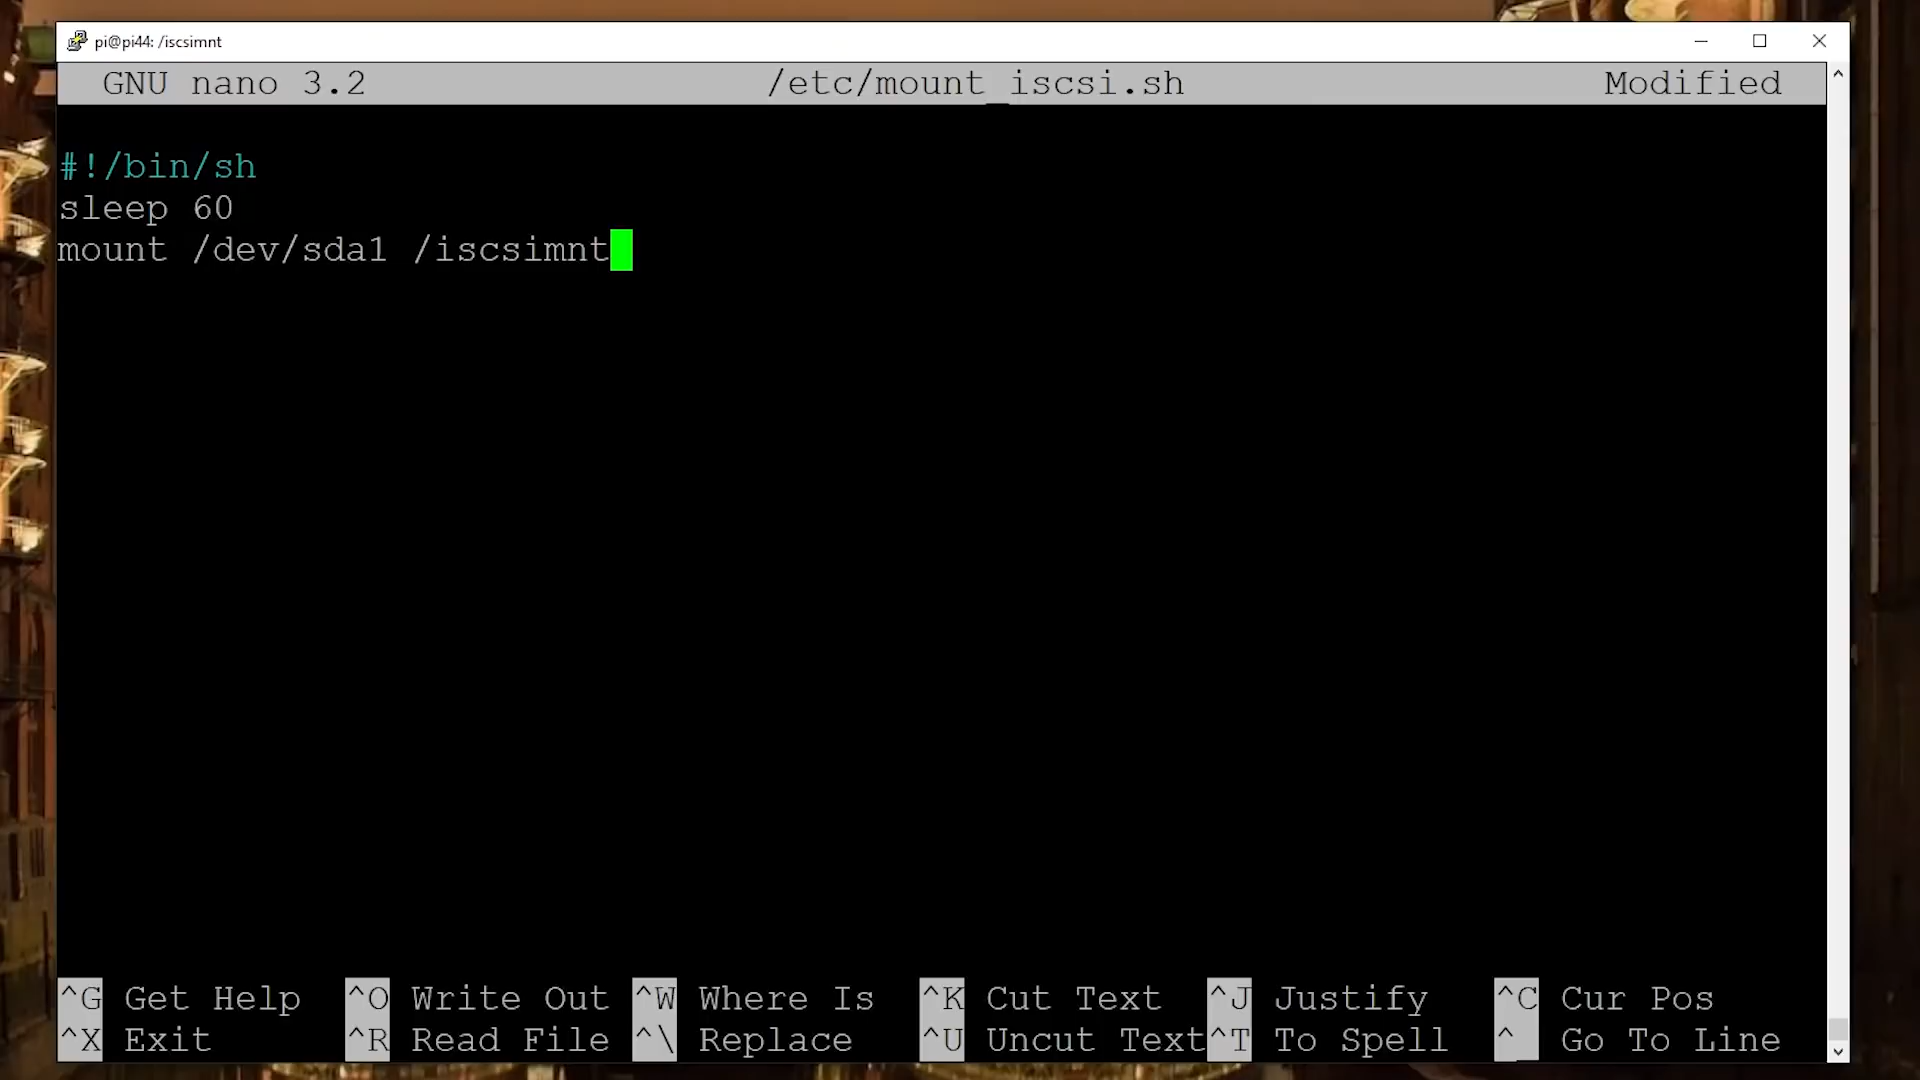 pi@pi44: /iscsimnt
GNU nano 3.2 /etc/mount_iscsi.sh Modified
#!/bin/sh
sleep 60
mount /dev/sda1 /iscsimnt
^G Get Help ^O Write Out ^W Where Is ^K Cut Text ^J Justify ^C Cur Pos
^X Exit ^R Read File ^\ Replace ^U Uncut Text ^T To Spell ^_ Go To Line